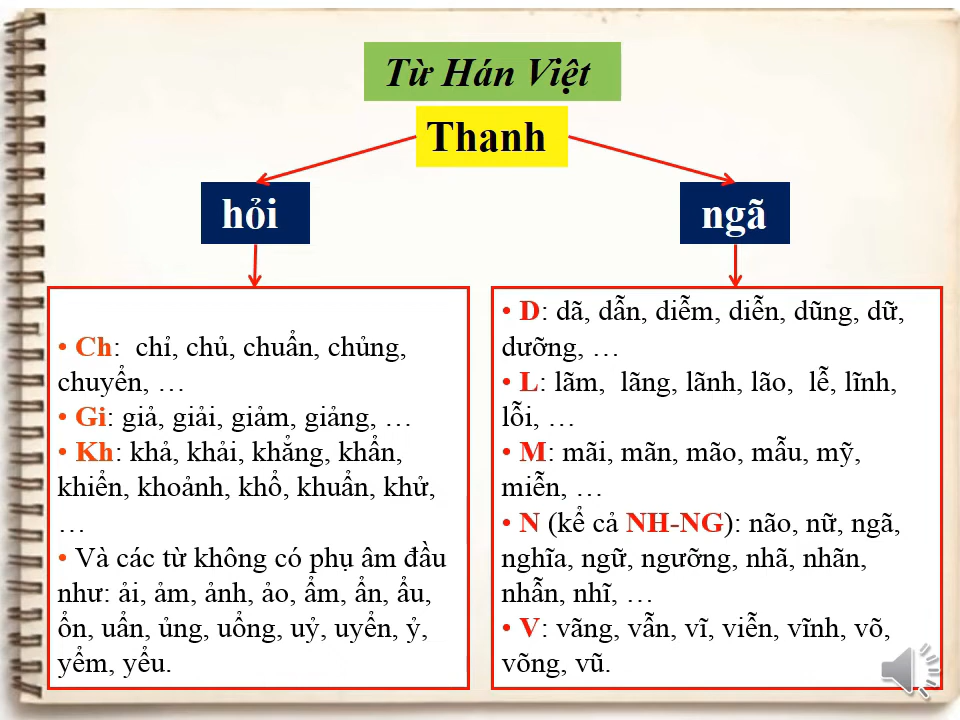 Từ Hán Việt
Thanh
hỏi
ngã
• Ch:  chỉ, chủ, chuẩn, chủng,
chuyển, …
• Gi: giả, giải, giảm, giảng, …
• Kh: khả, khải, khẳng, khẩn,
khiển, khoảnh, khổ, khuẩn, khử,
…
• Và các từ không có phụ âm đầu
như: ải, ảm, ảnh, ảo, ẩm, ẩn, ẩu,
ổn, uẩn, ủng, uổng, uỷ, uyển, ỷ,
yểm, yểu.
• D: dã, dẫn, diễm, diễn, dũng, dữ,
dưỡng, …
• L: lãm,  lãng, lãnh, lão,  lễ, lĩnh,
lỗi, …
• M: mãi, mãn, mão, mẫu, mỹ,
miễn, …
• N (kể cả NH-NG): não, nữ, ngã,
nghĩa, ngữ, ngưỡng, nhã, nhãn,
nhẫn, nhĩ, …
• V: vãng, vẫn, vĩ, viễn, vĩnh, võ,
võng, vũ.